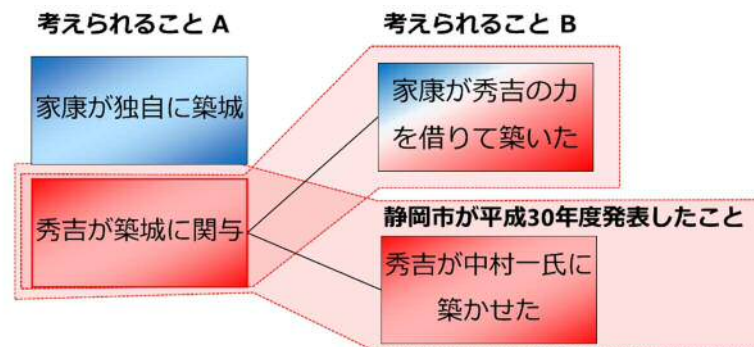 考えられること A
家康が独自に築城
秀吉が築城に関与
考えられること B
家康が秀吉の力
を借りて築いた
静岡市が平成30年度発表したこと
秀吉が中村一氏に
築かせた